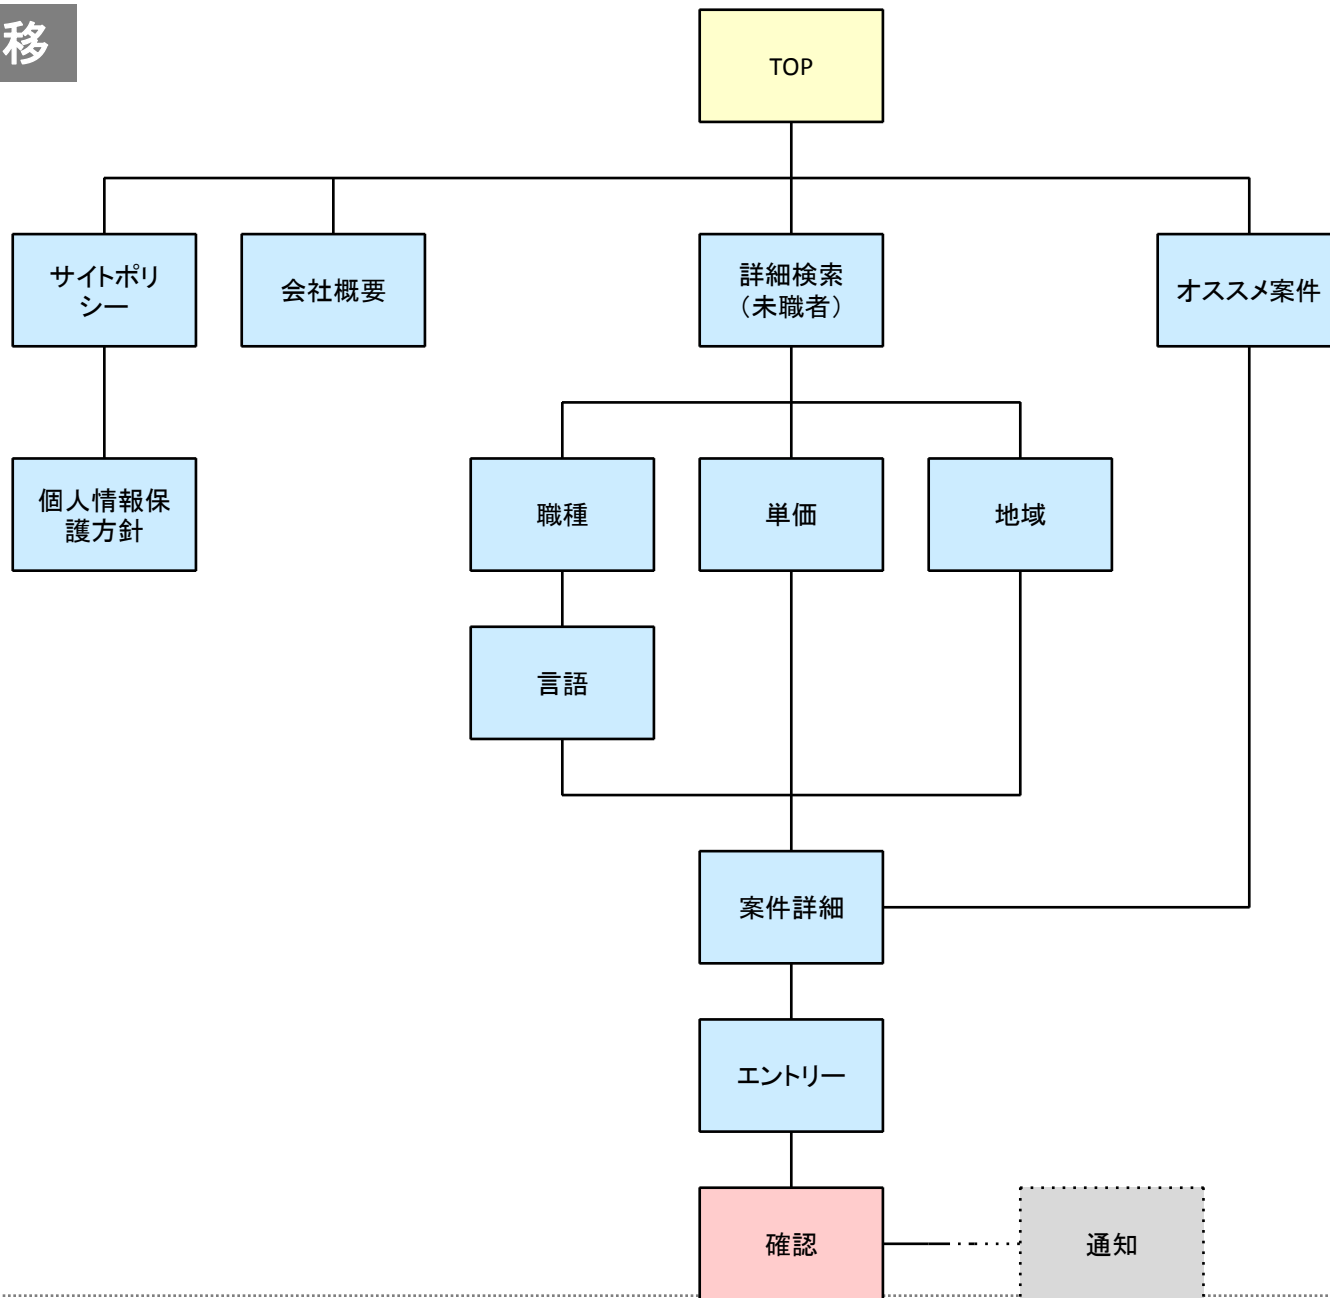 移
TOP
サイトポリ
シー
会社概要
詳細検索
（未職者）
オススメ案件
個人情報保
護方針
職種
単価
地域
言語
案件詳細
エントリー
確認
通知